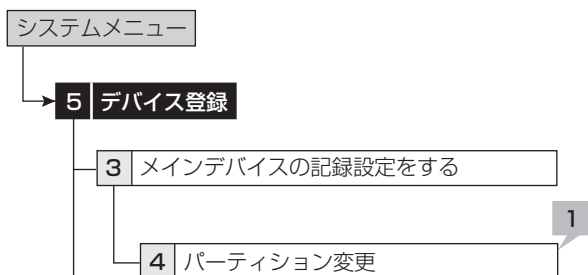 システムメニュー
5 デバイス登録
3 メインデバイスの記録設定をする
1
4 パーティション変更